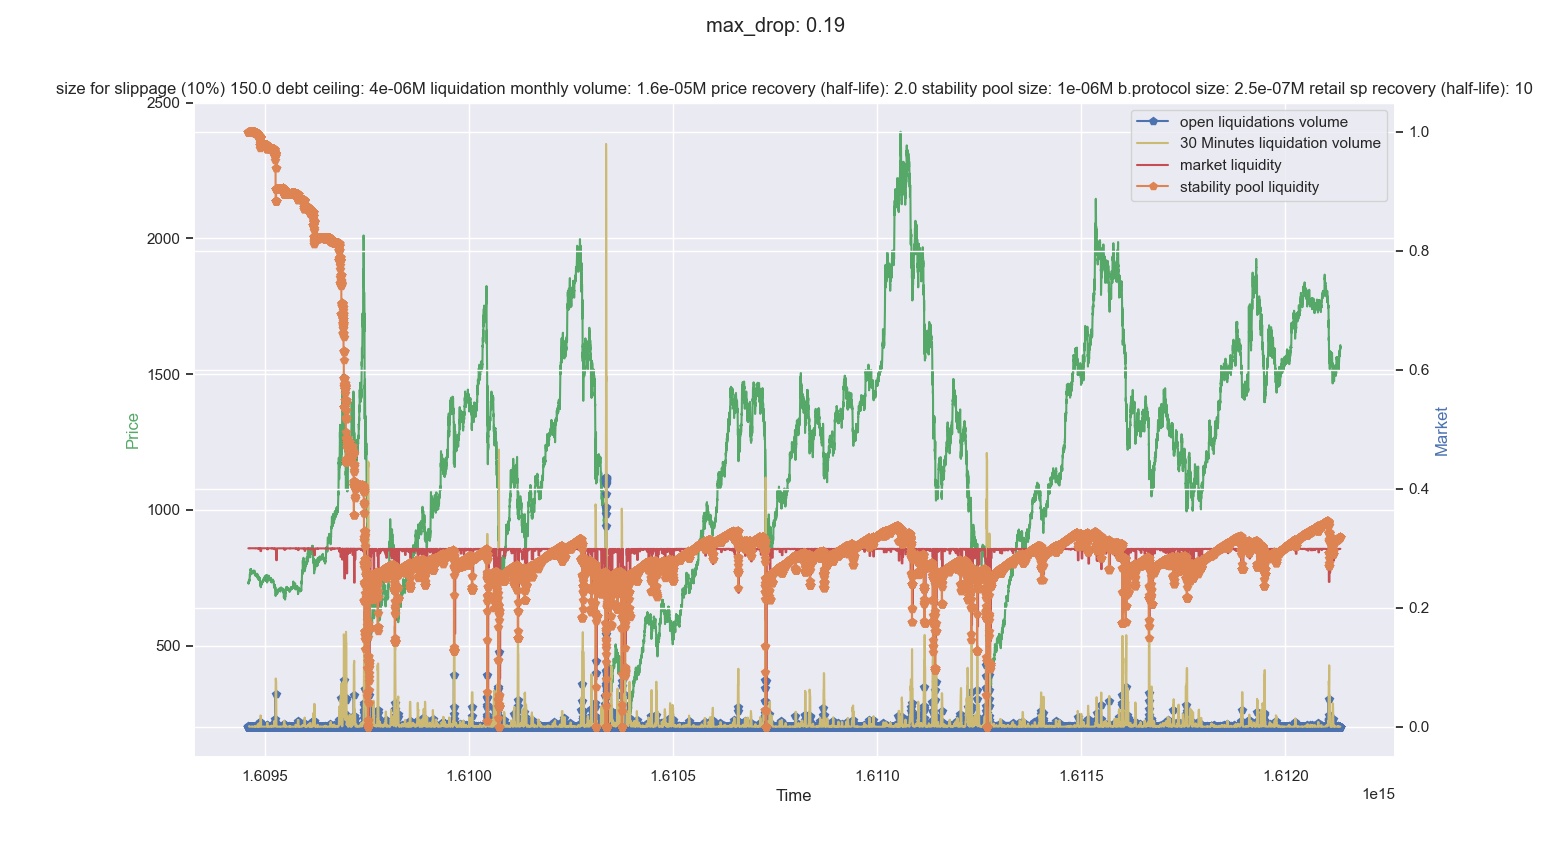 max_drop: 0.19
size for slippage (10%) 150.0 debt ceiling: 4e-06M liquidation monthly volume: 1.6e-05M price recovery (half-life): 2.0 stability pool size: 1e-06M b.protocol size: 2.5e-07M retail sp recovery (half-life): 10
2500
2000
1500
1000
500
Price
open liquidations volume
30 Minutes liquidation volume
market liquidity
stability pool liquidity
1.0
0.8
0.6
0.4
0.2
0.0
Market
1.6095
1.6100
1.6105
1.6110
1.6115
1.6120
Time
1e15